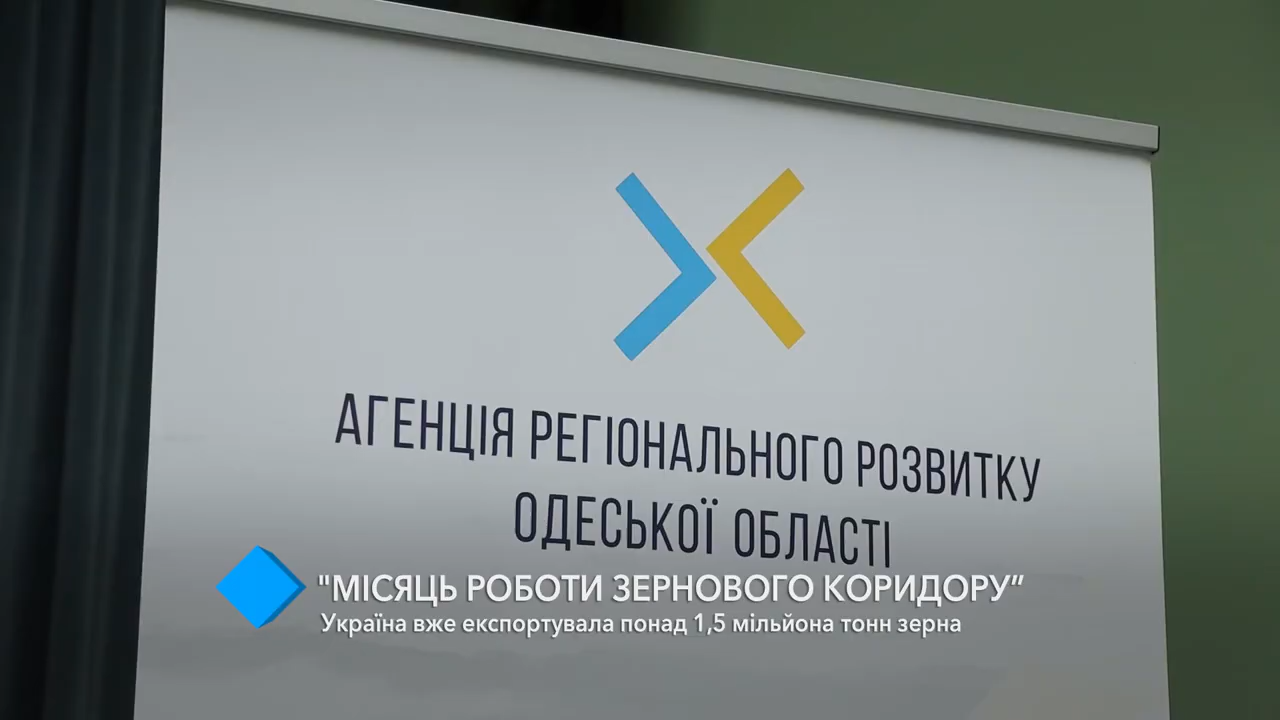 АГЕНЦІЯ РЕГІОНАЛЬНОГО РОЗВИТКУ
ОДЕСЬКОЇ ОБЛАСТІ
"МІСЯЦЬ РОБОТИ ЗЕРНОВОГО КОРИДОРУ”
Україна вже експортувала понад 1,5 мільйона тонн зерна